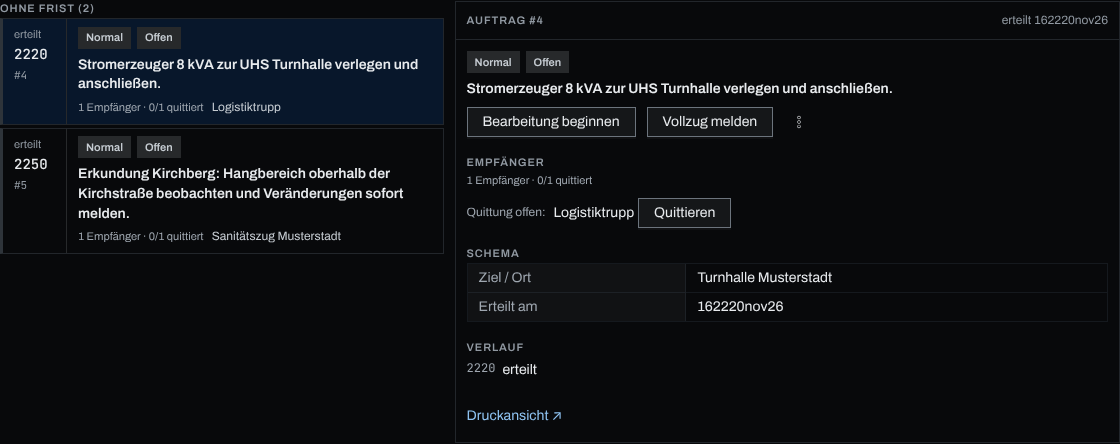 OHNE FRIST (2)
erteilt
2220
#4
Normal Offen
Stromerzeuger 8 kVA zur UHS Turnhalle verlegen und
anschließen.
1 Empfänger · 0/1 quittiert Logistiktrupp
erteilt
2250
#5
Normal Offen
Erkundung Kirchberg: Hangbereich oberhalb der
Kirchstraße beobachten und Veränderungen sofort
melden.
1 Empfänger · 0/1 quittiert Sanitätszug Musterstadt
AUFTRAG #4 erteilt 162220nov26
Normal Offen
Stromerzeuger 8 kVA zur UHS Turnhalle verlegen und anschließen.
Bearbeitung beginnen Vollzug melden
EMPFÄNGER
1 Empfänger · 0/1 quittiert
Quittung offen: Logistiktrupp Quittieren
SCHEMA
Ziel / Ort Turnhalle Musterstadt
Erteilt am 162220nov26
VERLAUF
2220 erteilt
Druckansicht ↗